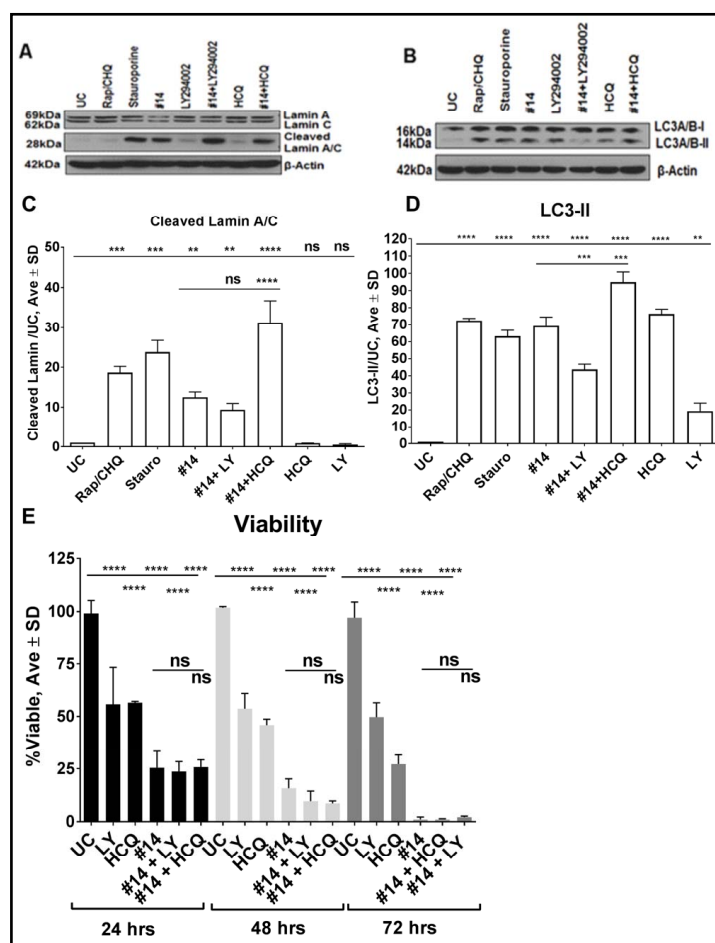 A
UC
Rap/CHQ
Stauroporine
#14
LY294002
#14+LY294002
HCQ
#14+HCQ
69kDa
62kDa
28kDa
42kDa
Lamin A
Lamin C
Cleaved
Lamin A/C
β-Actin
B
UC
Rap/CHQ
Stauroporine
#14
LY294002
#14+LY294002
HCQ
#14+HCQ
16kDa
14kDa
42kDa
LC3A/B-I
LC3A/B-II
β-Actin
C
Cleaved Lamin A/C
*** *** ** ** **** ns ns
ns ****
Cleaved Lamin /UC, Ave ± SD
50
40
30
20
10
0
UC
Rap/CHQ
Stauro
#14
#14+ LY
#14+HCQ
HCQ
LY
D
LC3-II
**** **** **** **** **** **** **
*** ***
LC3-II/UC, Ave ± SD
120
110
100
90
80
70
60
50
40
30
20
10
0
UC
Rap/CHQ
Stauro
#14
#14+ LY
#14+HCQ
HCQ
LY
E
Viability
**** **** **** **** **** **** **** **** ****
**** **** **** **** **** ****
ns ns ns
ns ns ns
%Viable, Ave ± SD
125
100
75
50
25
0
UC
LY
HCQ
#14
#14 + LY
#14 + HCQ
UC
LY
HCQ
#14
#14 + LY
#14 + HCQ
UC
LY
HCQ
#14
#14 + HCQ
#14 + LY
24 hrs 48 hrs 72 hrs